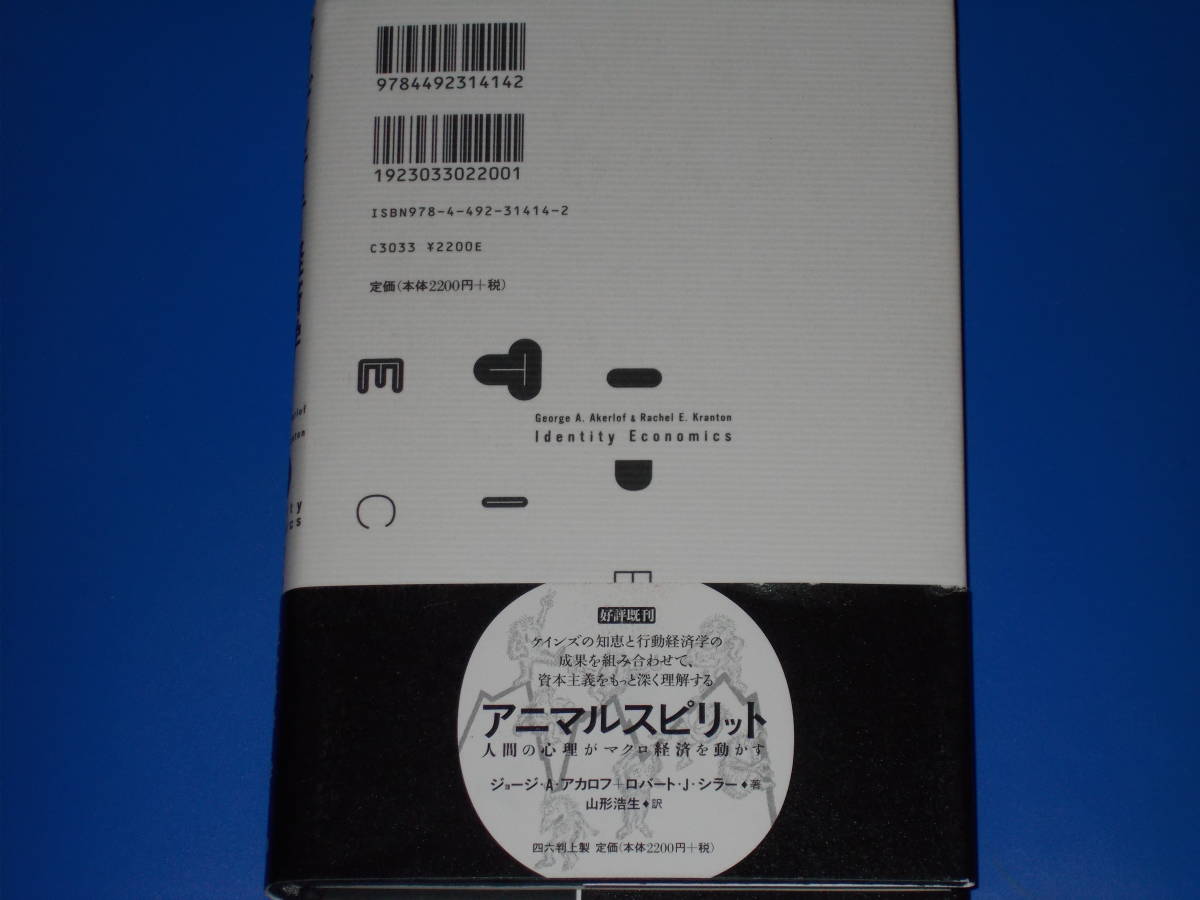 9784492314142
1923033022001
ISBN978-4-492-31414-2
C3033 ¥2200E
定価(本体2200円+税)
E T I
George A. Akerlof & Rachel E. Kranton
Identity Economics
D
C I
E
好評既刊
ケインズの知恵と行動経済学の
成果を組み合わせて、
資本主義をもっと深く理解する
アニマルスピリット
人間の心理がマクロ経済を動かす
ジョージ・A・アカロフ+ロバート・J・シラー◆著
山形浩生◆訳
四六判上製 定価(本体2200円+税)